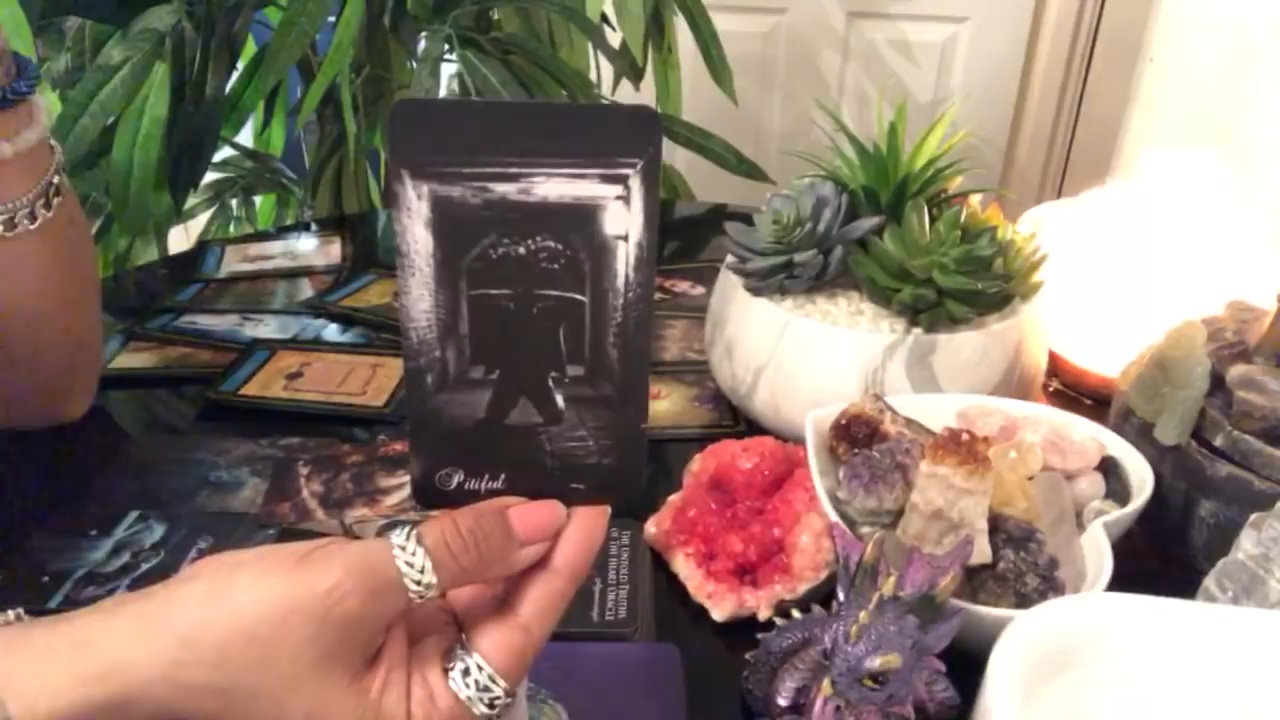 Pitiful
THE UNTOLD TRUTHS
OF THE HEART ORACLE